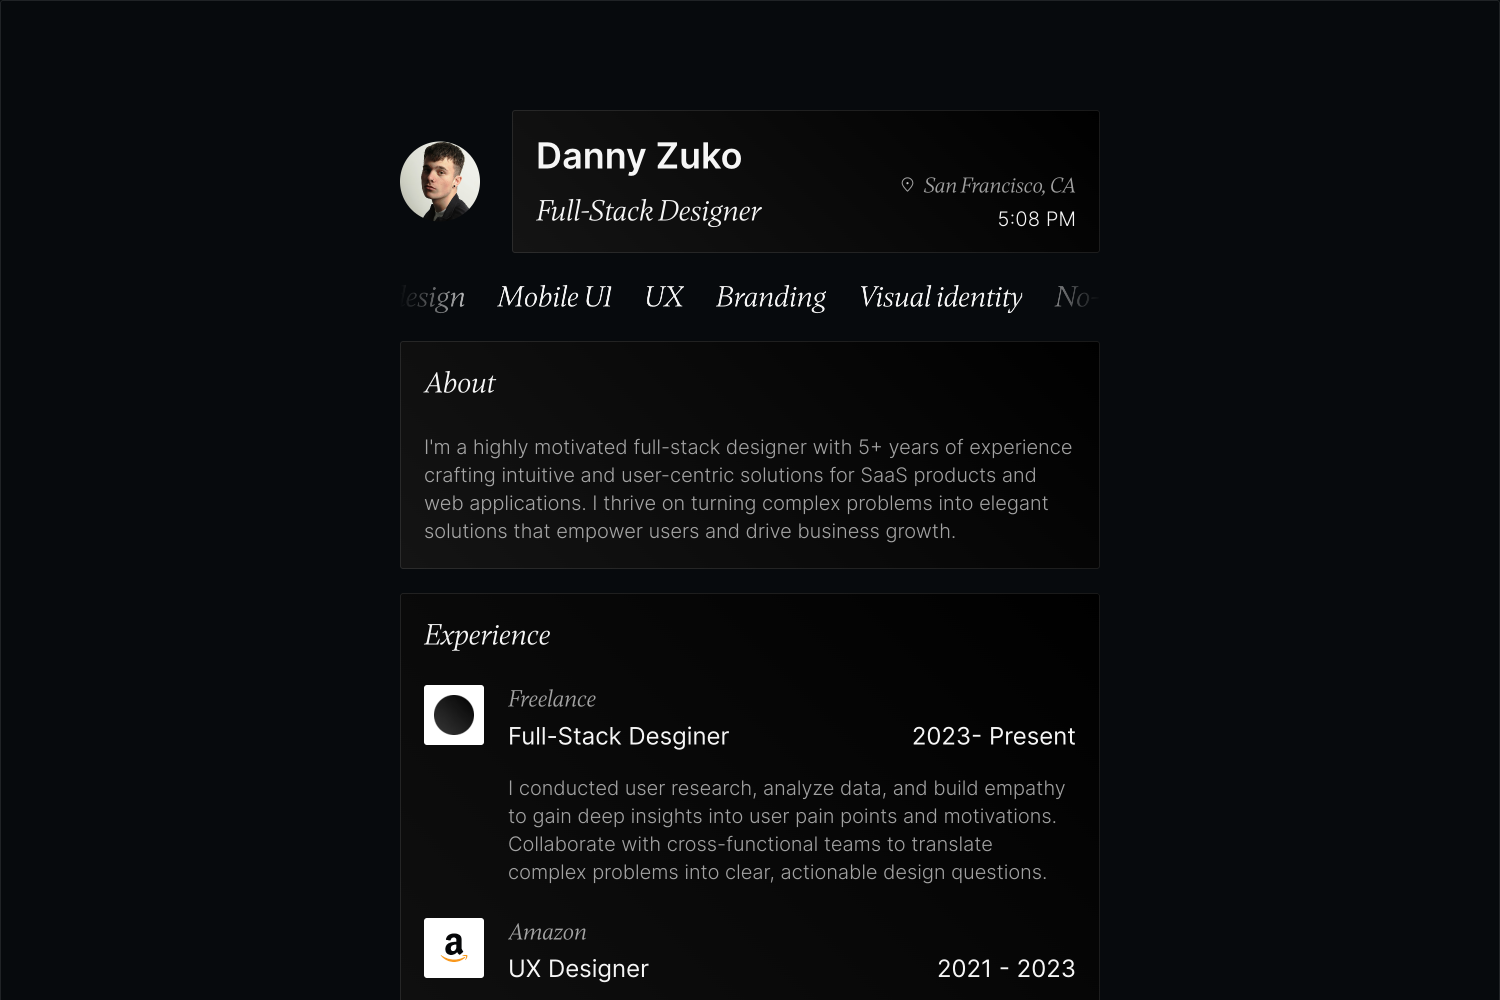 Danny Zuko
Full-Stack Designer
San Francisco, CA
5:08 PM
esign Mobile UI UX Branding Visual identity No-
About
I'm a highly motivated full-stack designer with 5+ years of experience
crafting intuitive and user-centric solutions for SaaS products and
web applications. I thrive on turning complex problems into elegant
solutions that empower users and drive business growth.
Experience
Freelance
Full-Stack Desginer 2023- Present
I conducted user research, analyze data, and build empathy
to gain deep insights into user pain points and motivations.
Collaborate with cross-functional teams to translate
complex problems into clear, actionable design questions.
a
Amazon
UX Designer 2021 - 2023